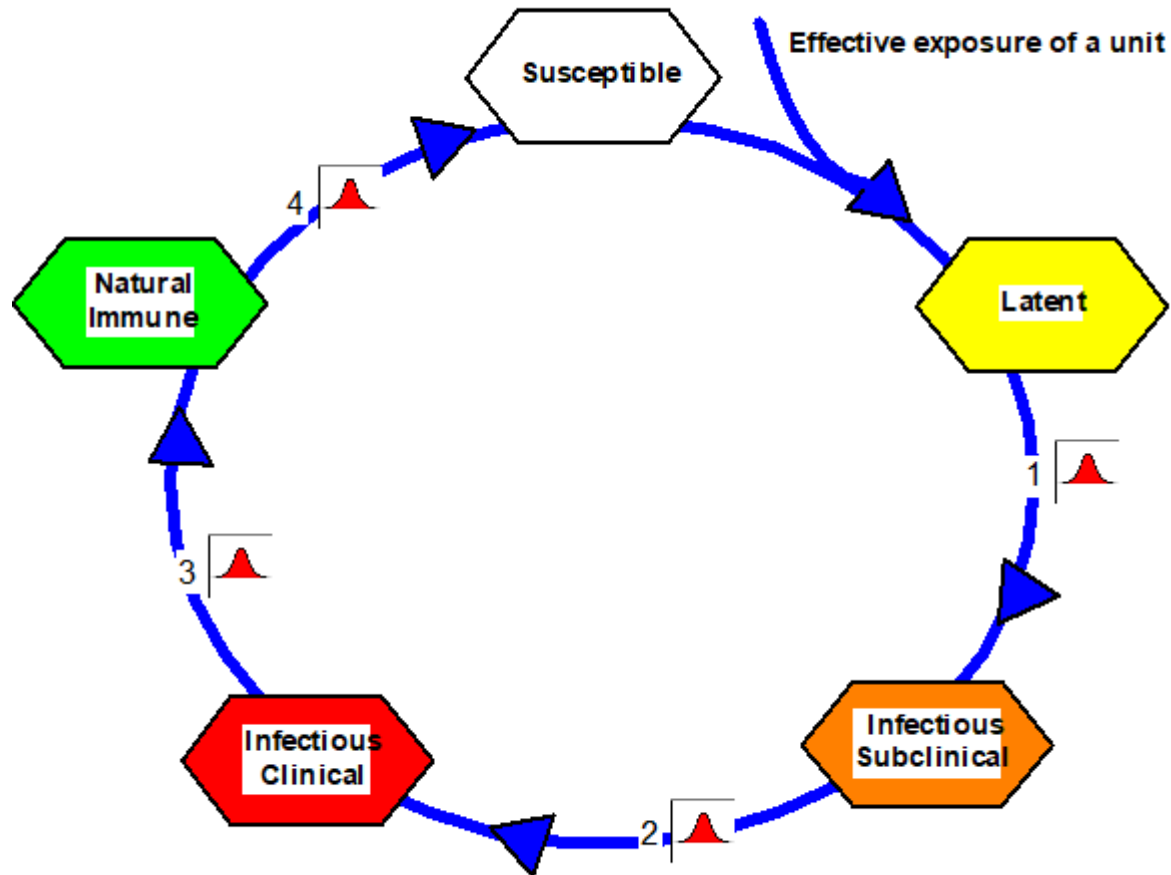 Effective exposure of a unit
Susceptible
4
Natural
Immune
Latent
1
3
Infectious
Clinical
Infectious
Subclinical
2